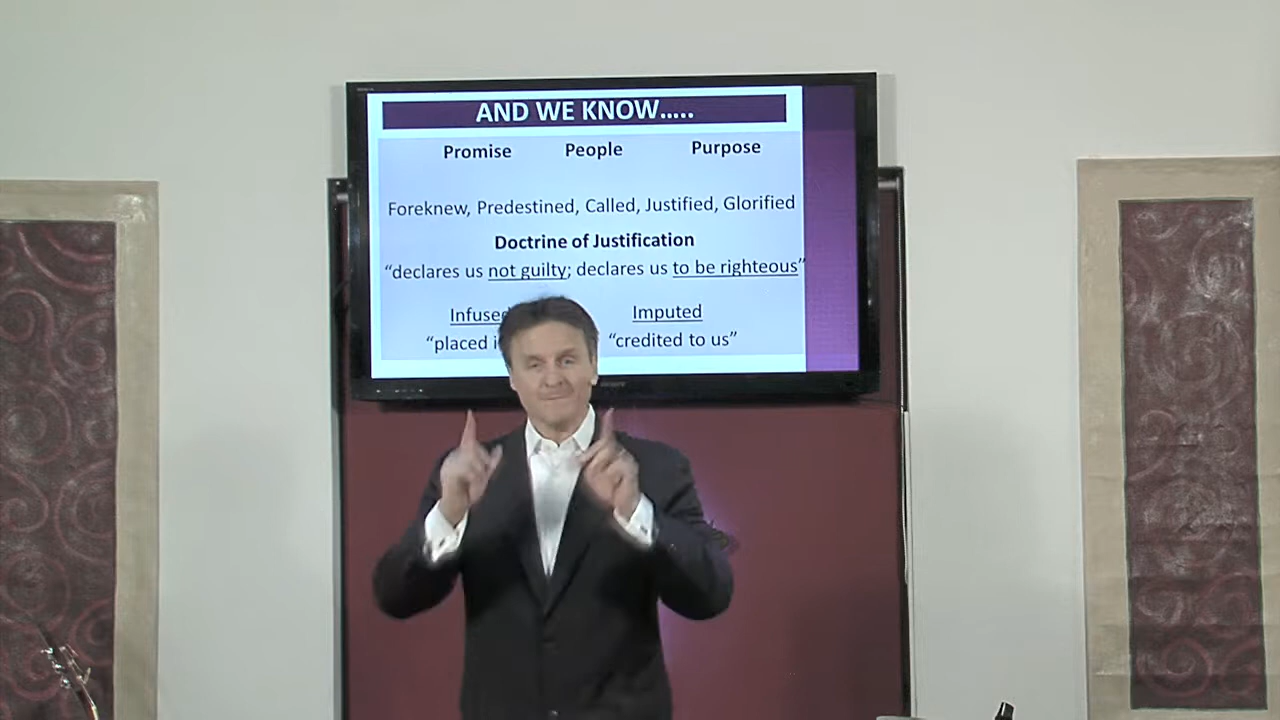 AND WE KNOW.....
Promise People Purpose
Foreknew, Predestined, Called, Justified, Glorified
Doctrine of Justification
“declares us not guilty; declares us to be righteous”
Imputed
“placed “credited to us”